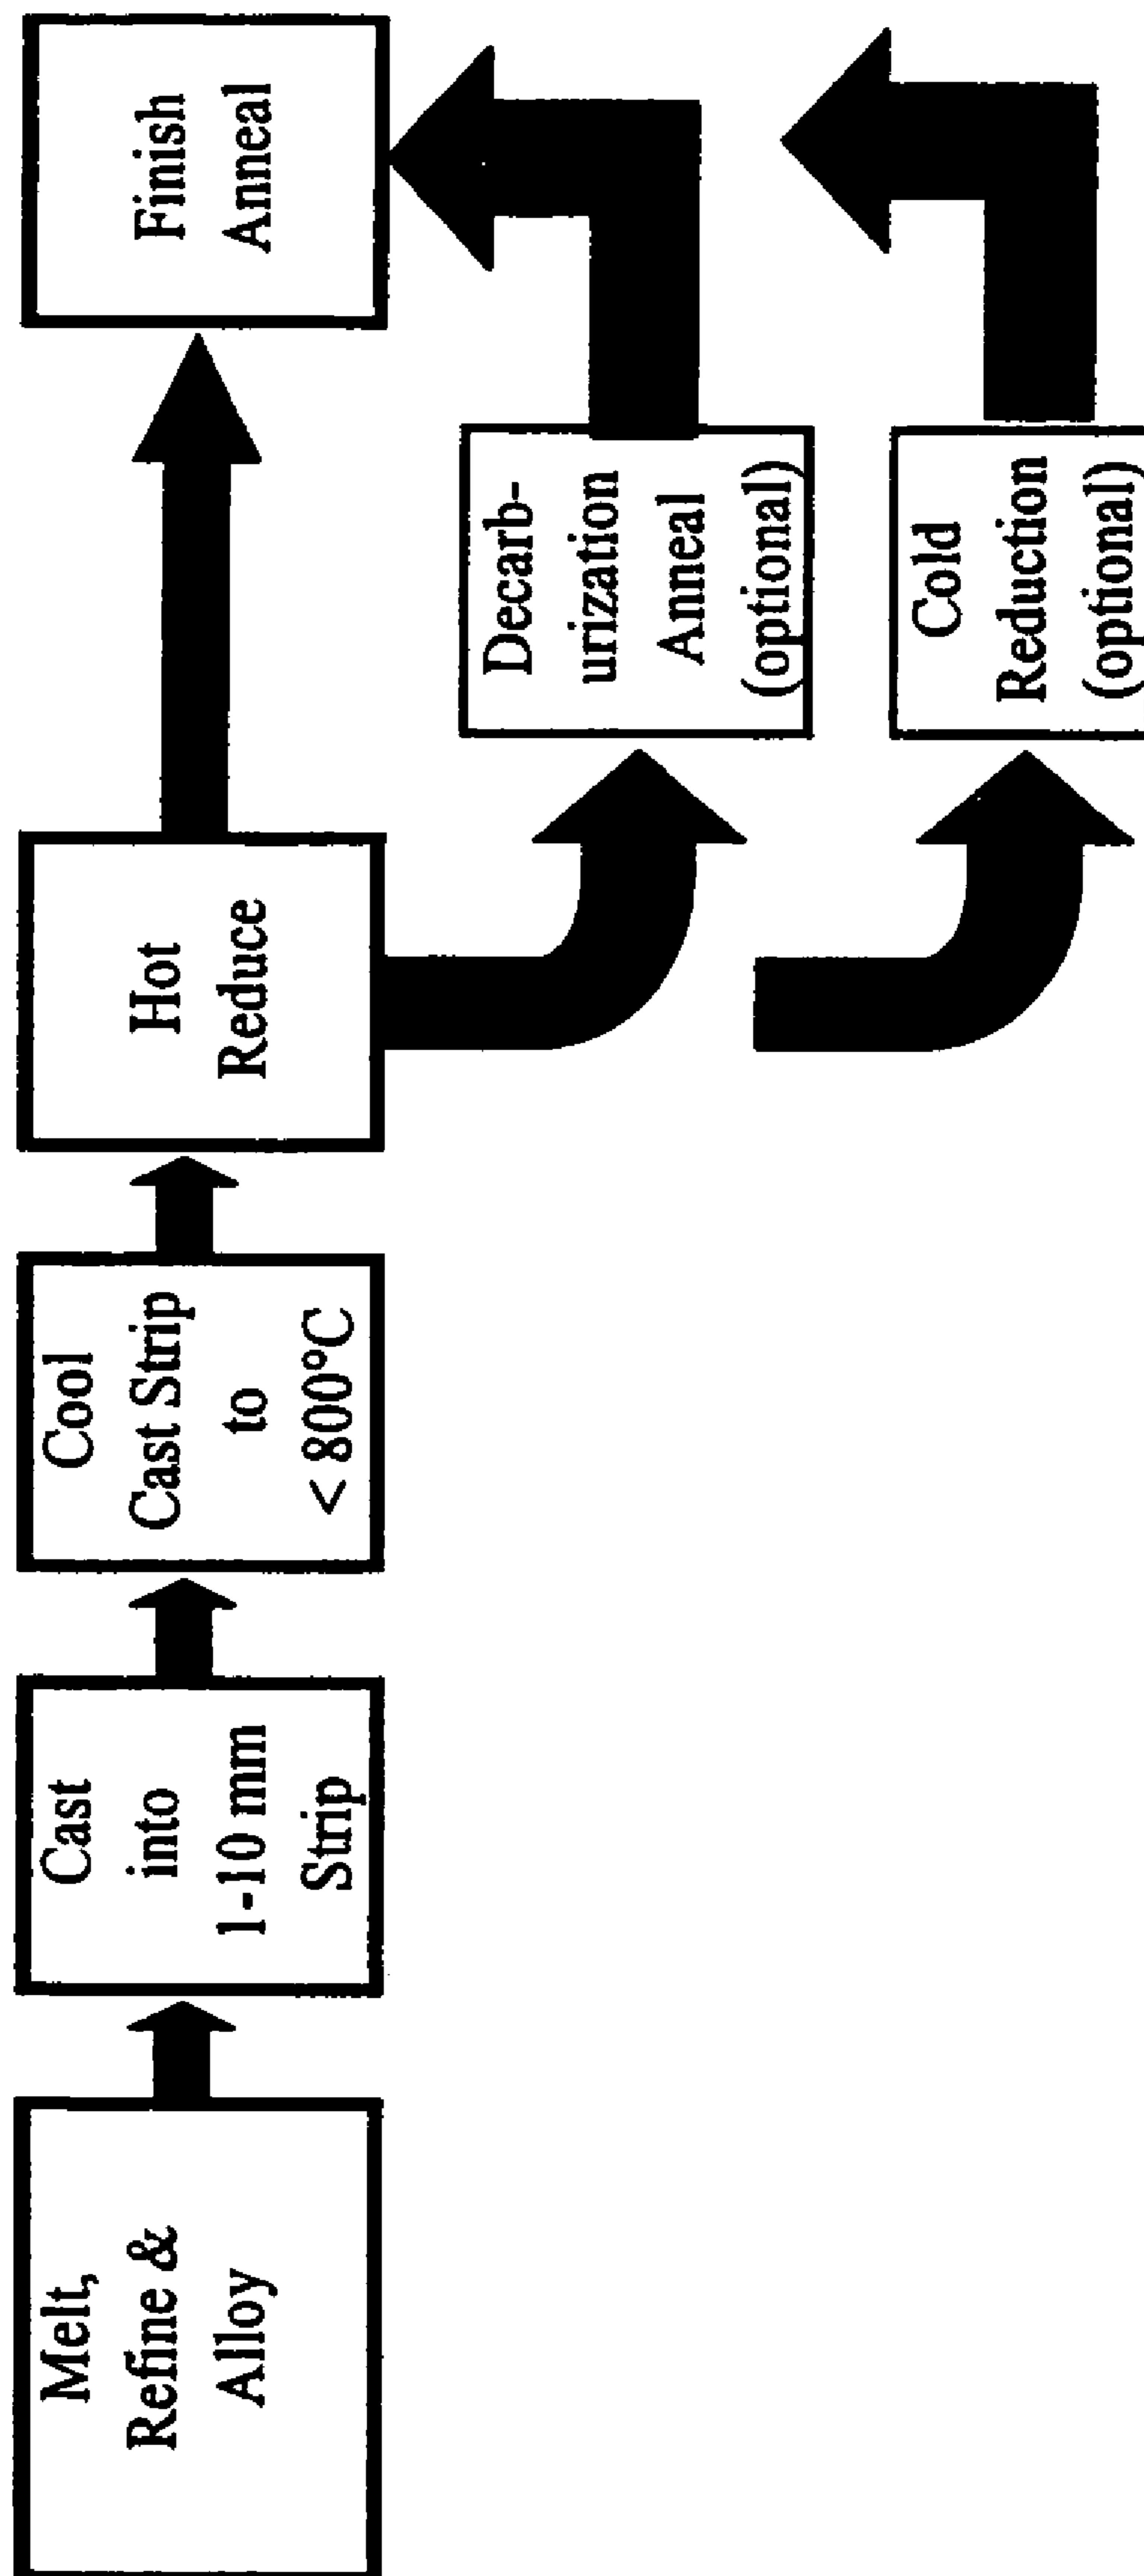 Melt,
Refine &
Alloy
Cast
into
1-10 mm
Strip
Cool
Cast Strip
to
< 800°C
Hot
Reduce
Finish
Anneal
Decarb-
urization
Anneal
(optional)
Cold
Reduction
(optional)